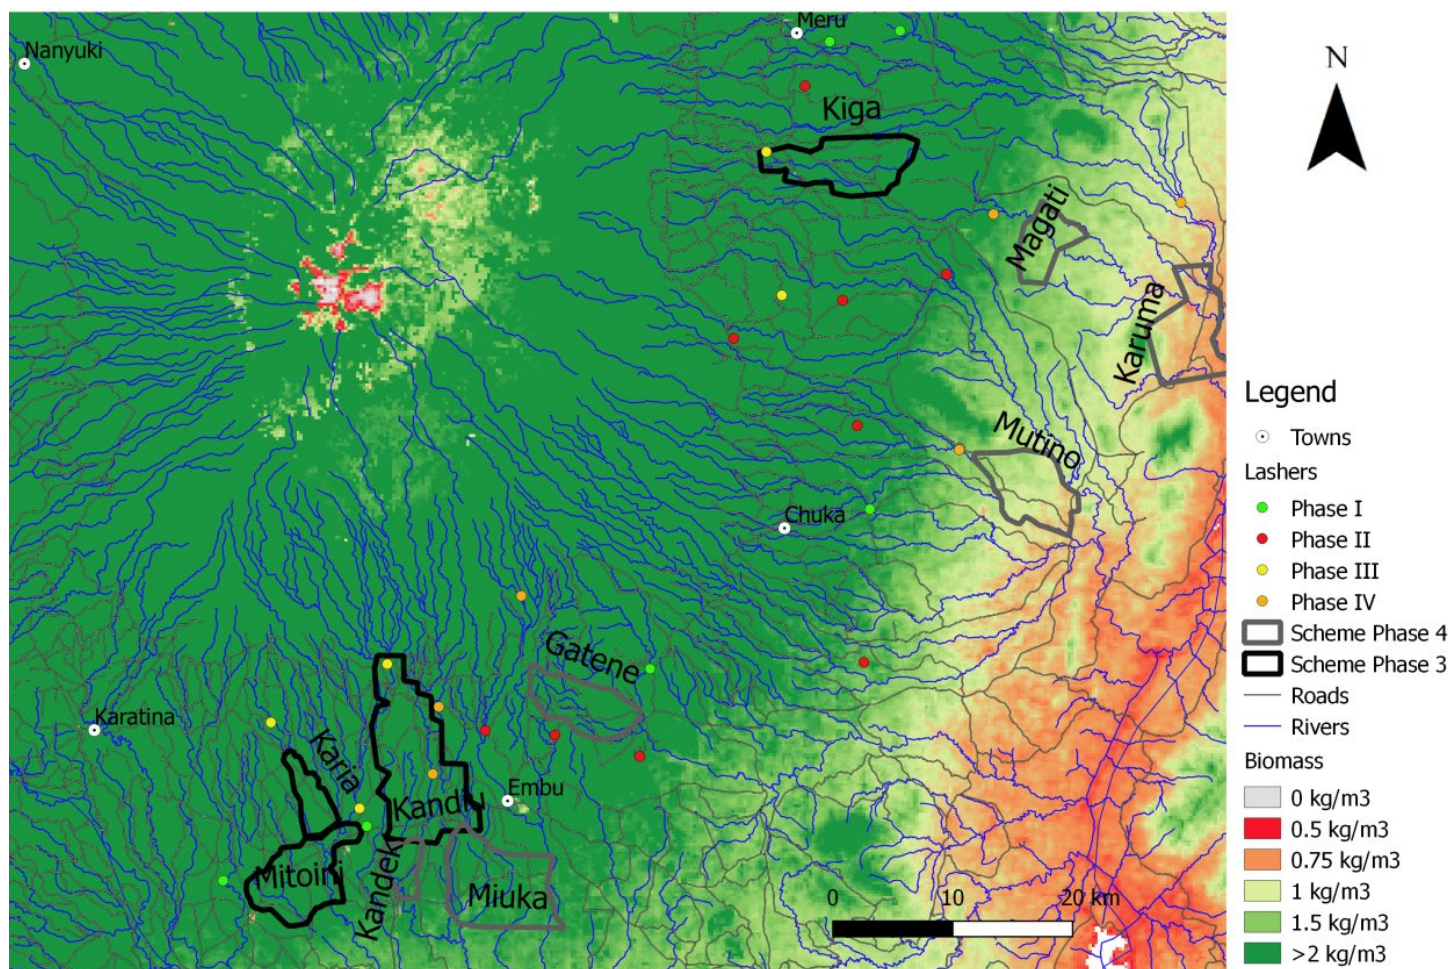 Meru
Nanyuki
N
Kiga
Magati
Karuma
Mutino
Chuka
Gatene
Karatina
Karia
Kandiu
Embu
Mitoini
Kandeki
Miuka
0 10 20 km
Legend
Towns
Lashers
Phase I
Phase II
Phase III
Phase IV
Scheme Phase 4
Scheme Phase 3
Roads
Rivers
Biomass
0 kg/m3
0.5 kg/m3
0.75 kg/m3
1 kg/m3
1.5 kg/m3
>2 kg/m3